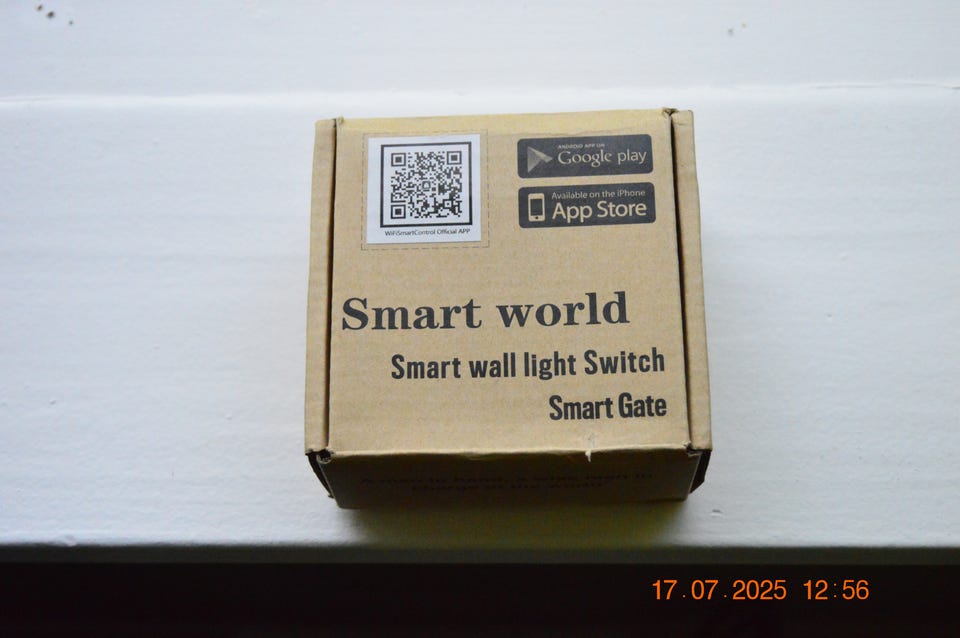 WiFiSmartControl Official APP
ANDROID APP ON
Google play
Available on the iPhone
App Store
Smart world
Smart wall light Switch
Smart Gate
17.07.2025 12:56